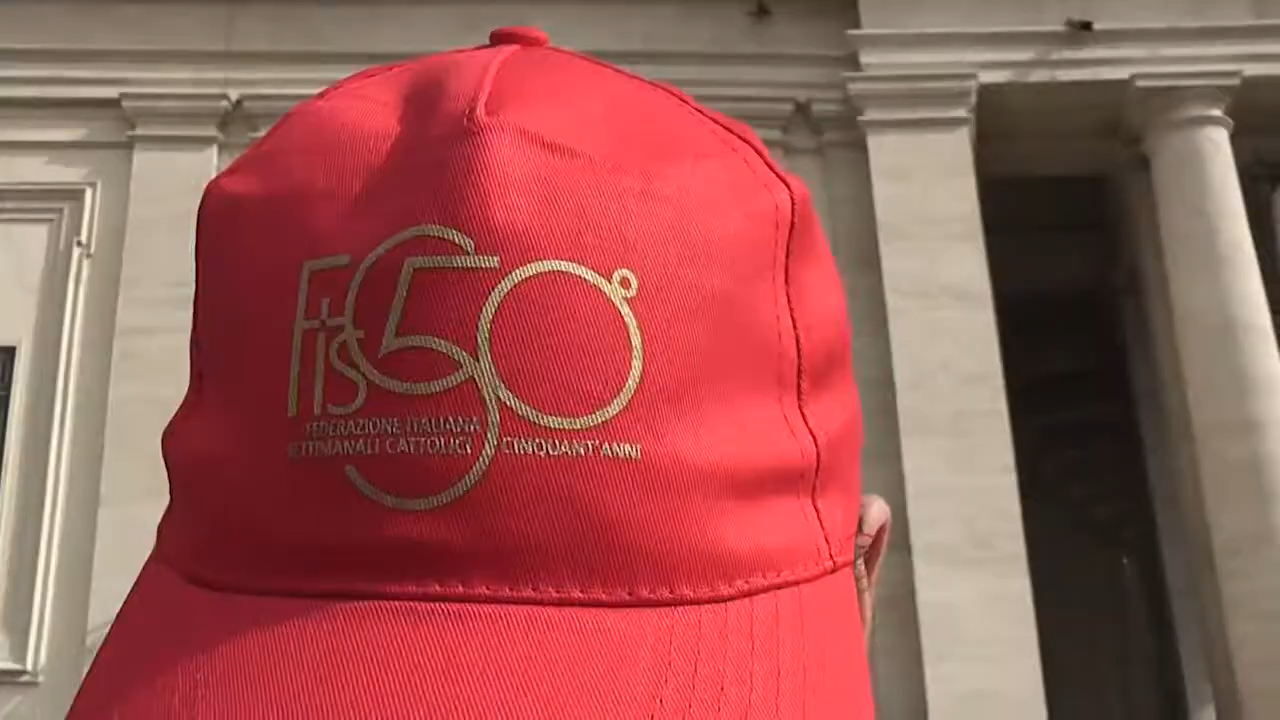 FisC 50°
FEDERAZIONE ITALIANA
SETTIMANALI CATTOLICI CINQUANT'ANNI